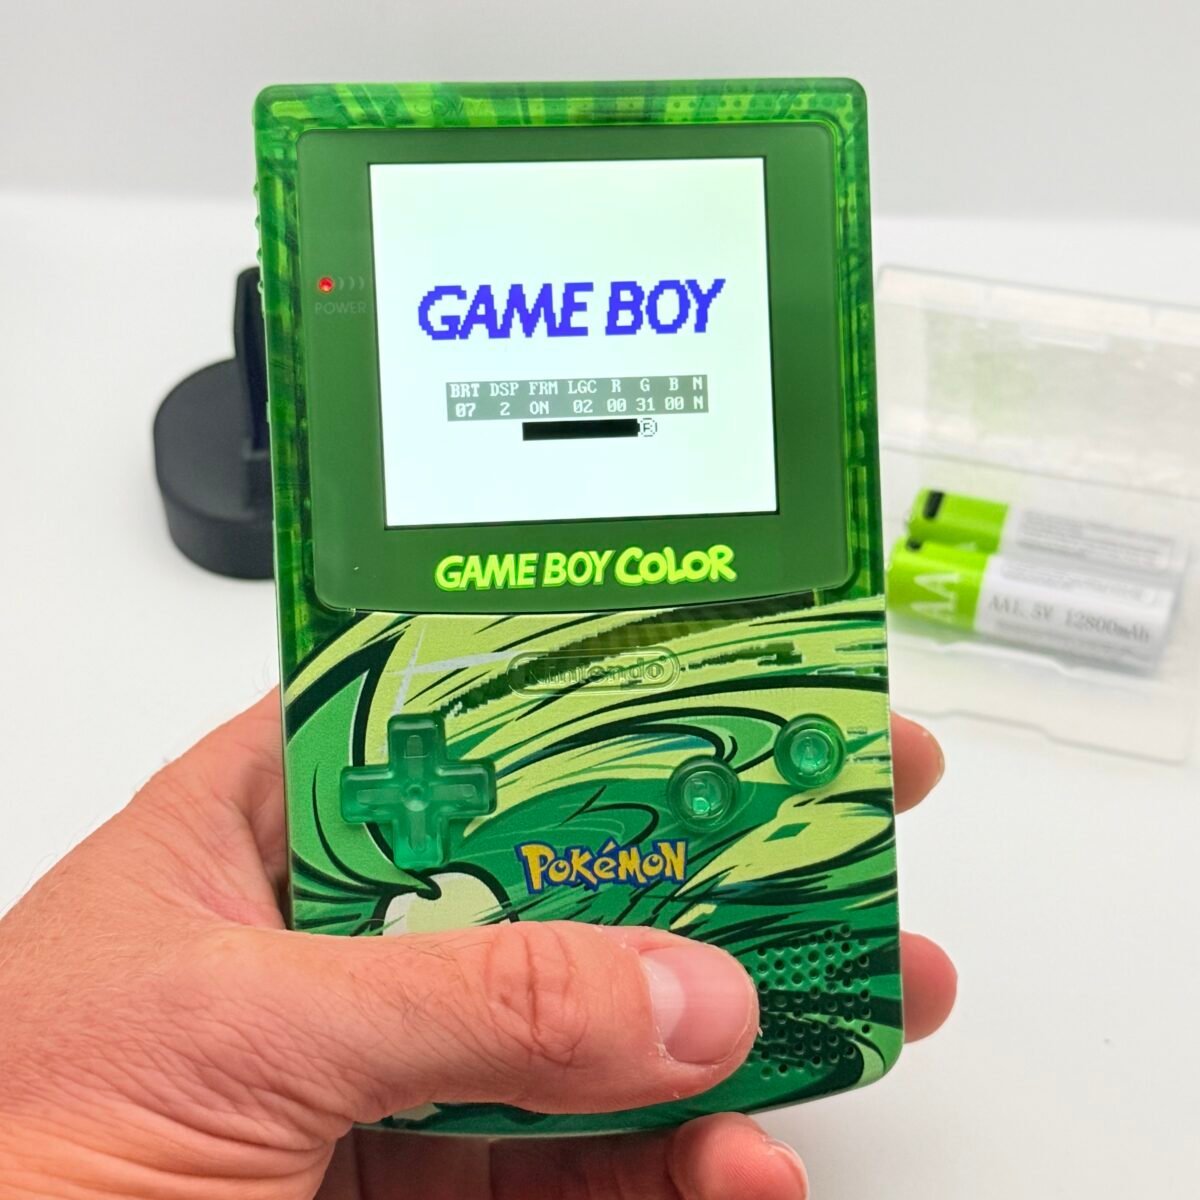 POWER
GAME BOY
BRT DSP FRM LGC R G B N
07 2 ON 02 00 31 00 N
R
GAME BOY COLOR
Nintendo
A
B
POKéMON
AA
AA1.5V 12800mAh